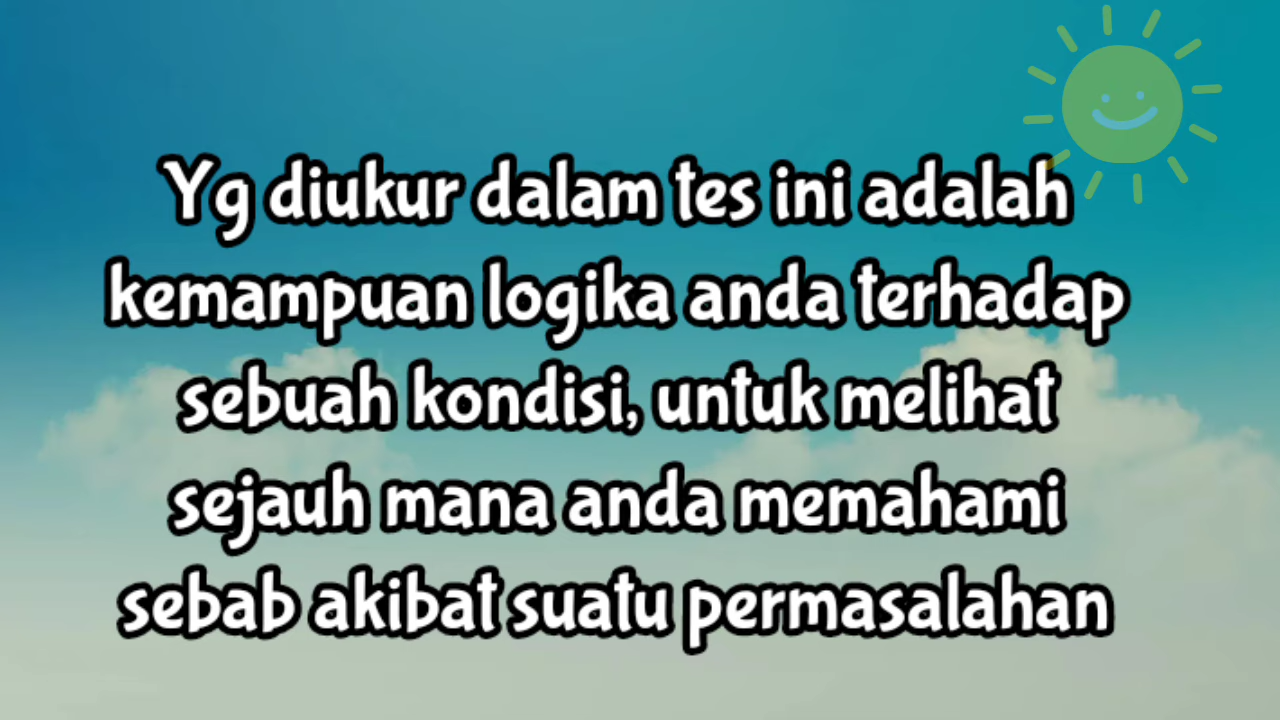 Yg diukur dalam tes ini adalah
kemampuan logika anda terhadap
sebuah kondisi, untuk melihat
sejauh mana anda memahami
sebab akibat suatu permasalahan